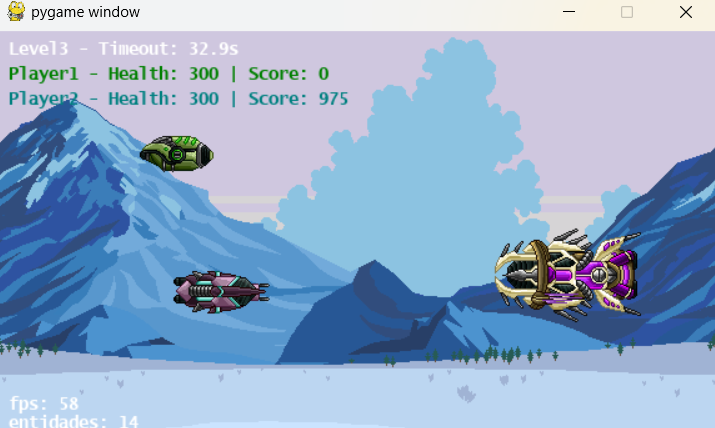 pygame window
Level3 - Timeout: 32.9s
Player1 - Health: 300 | Score: 0
Player2 - Health: 300 | Score: 975
fps: 58
entidades: 14